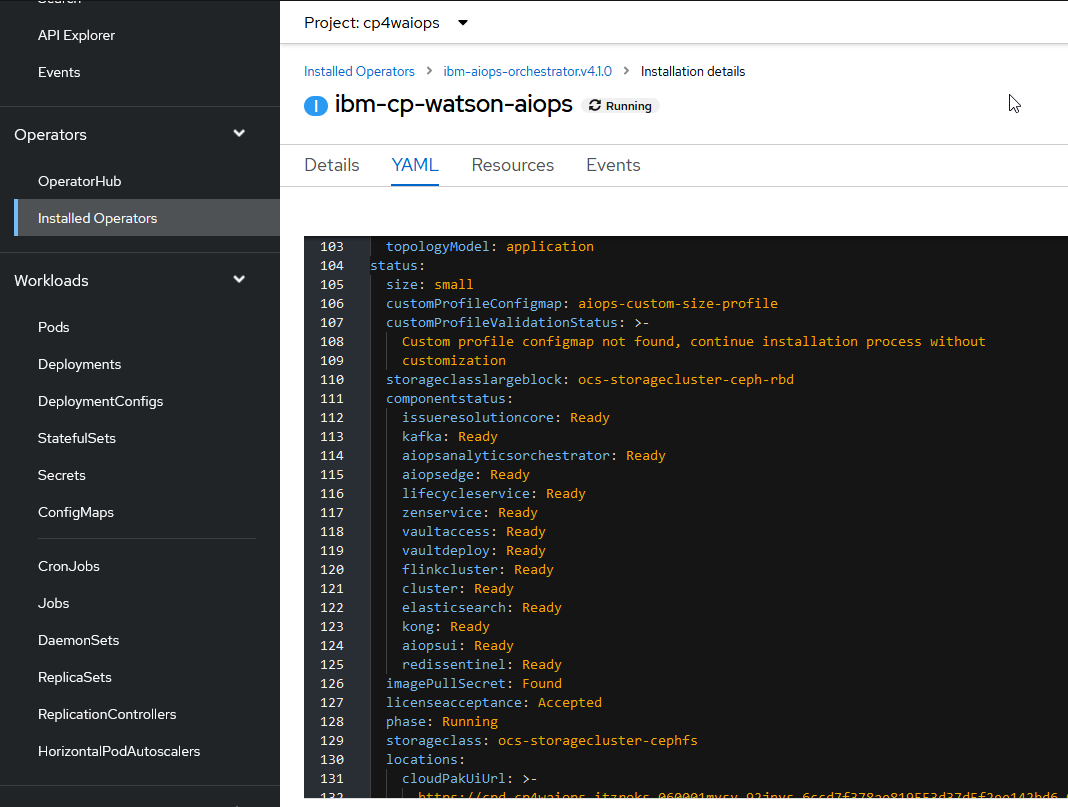 API Explorer
Events
Operators
OperatorHub
Installed Operators
Workloads
Pods
Deployments
DeploymentConfigs
StatefulSets
Secrets
ConfigMaps
CronJobs
Jobs
DaemonSets
ReplicaSets
ReplicationControllers
HorizontalPodAutoscalers
Project: cp4waiops
Installed Operators > ibm-aiops-orchestrator.v4.1.0 > Installation details
I ibm-cp-watson-aiops Running
Details YAML Resources Events
103 topologyModel: application
104 status:
105 size: small
106 customProfileConfigmap: aiops-custom-size-profile
107 customProfileValidationStatus: >-
108 Custom profile configmap not found, continue installation process without
109 customization
110 storageclasslargeblock: ocs-storagecluster-ceph-rbd
111 componentstatus:
112 issueresolutioncore: Ready
113 kafka: Ready
114 aiopsanalyticsorchestrator: Ready
115 aiopsedge: Ready
116 lifecycleservice: Ready
117 zenservice: Ready
118 vaultaccess: Ready
119 vaultdeploy: Ready
120 flinkcluster: Ready
121 cluster: Ready
122 elasticsearch: Ready
123 kong: Ready
124 aiopsui: Ready
125 redissentinel: Ready
126 imagePullSecret: Found
127 licenseacceptance: Accepted
128 phase: Running
129 storageclass: ocs-storagecluster-cephfs
130 locations:
131 cloudPakUiUrl: >-
132